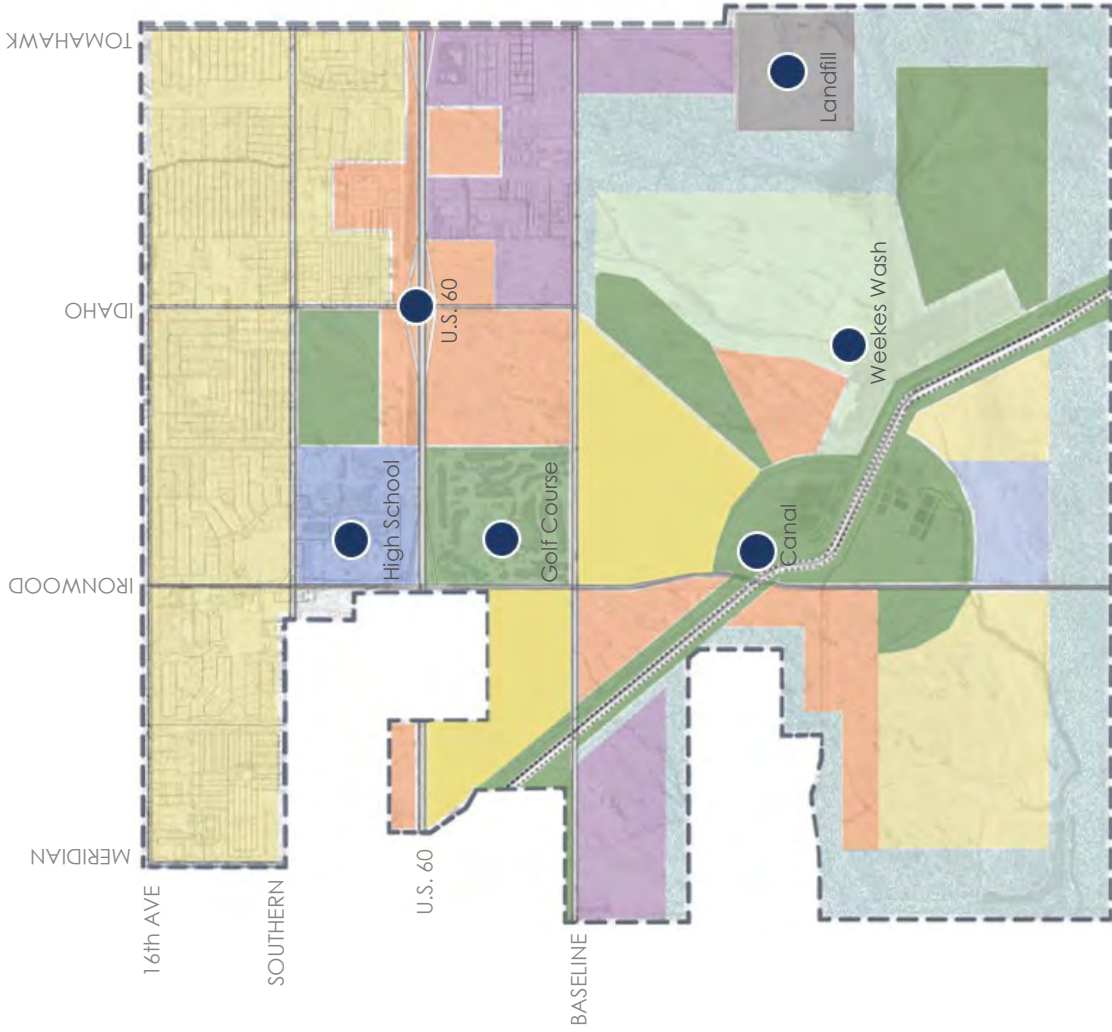 TOMAHAWK
IDAHO
IRONWOOD
MERIDIAN
16th AVE
SOUTHERN
U.S. 60
BASELINE
Landfill
U.S. 60
Weekes Wash
High School
Golf Course
Canal